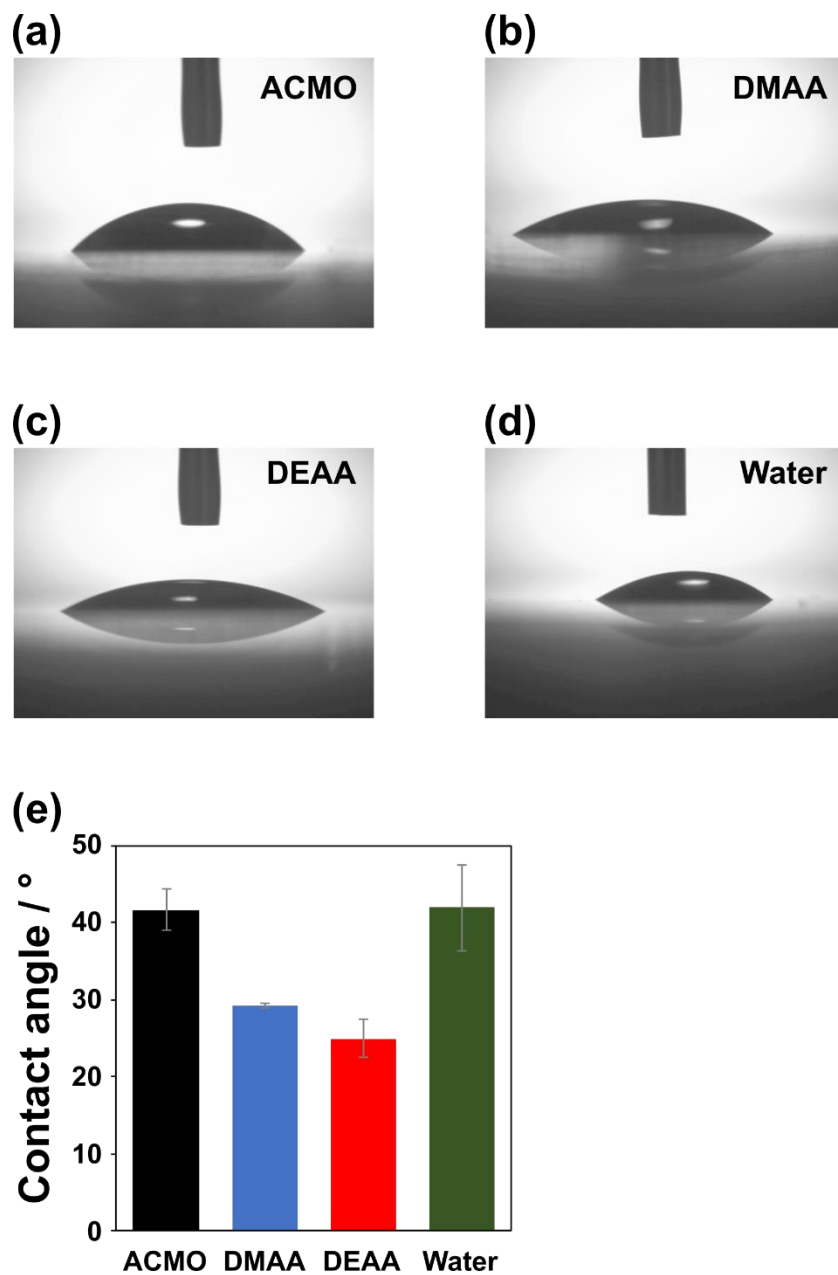 (a)
ACMO
(b)
DMAA
(c)
DEAA
(d)
Water
(e)
Contact angle / °
50
40
30
20
10
0
ACMO DMAA DEAA Water